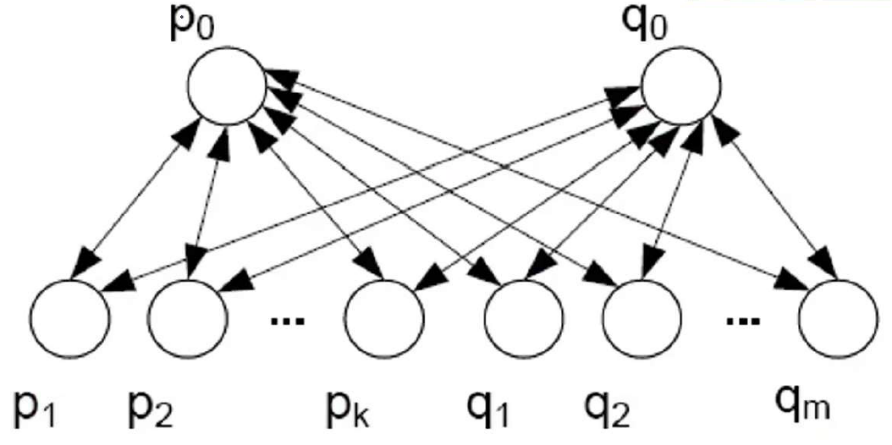 p₀ q₀
... ...
p₁ p₂ pₖ q₁ q₂ qₘ